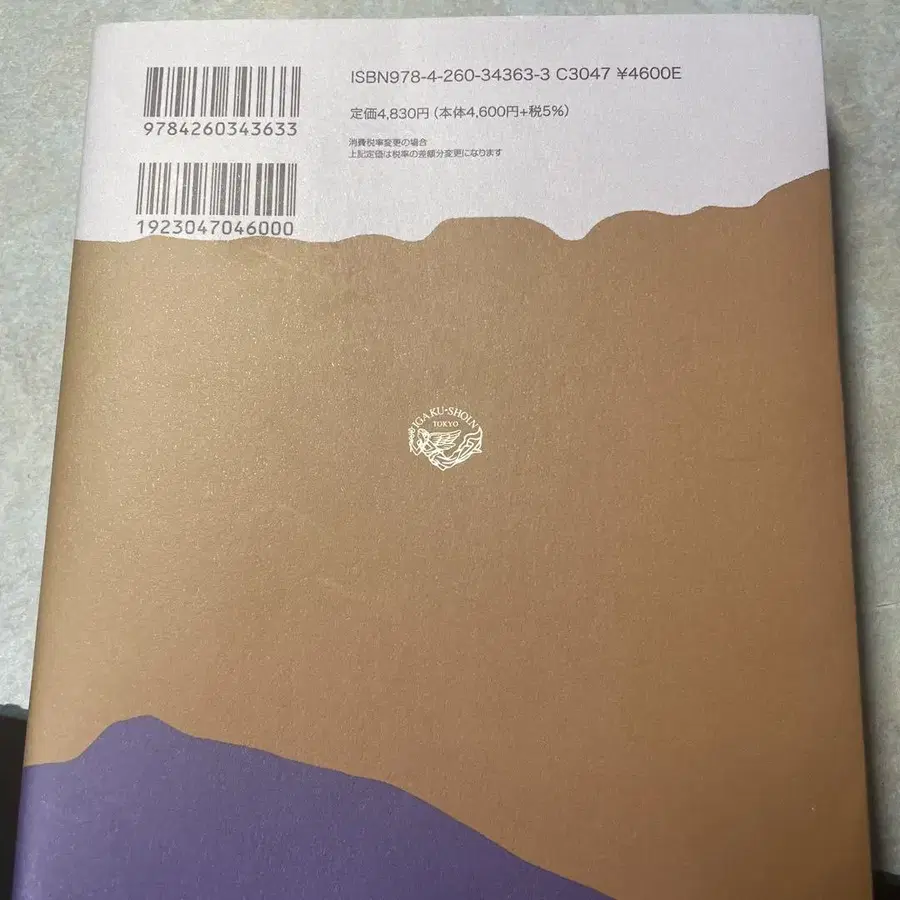 ISBN978-4-260-34363-3 C3047 ¥4600E
9784260343633
定価4,830円(本体4,600円+税5%)
消費税率変更の場合
上記定価は税率の差額分変更になります
1923047046000
IGAKU-SHOIN
TOKYO